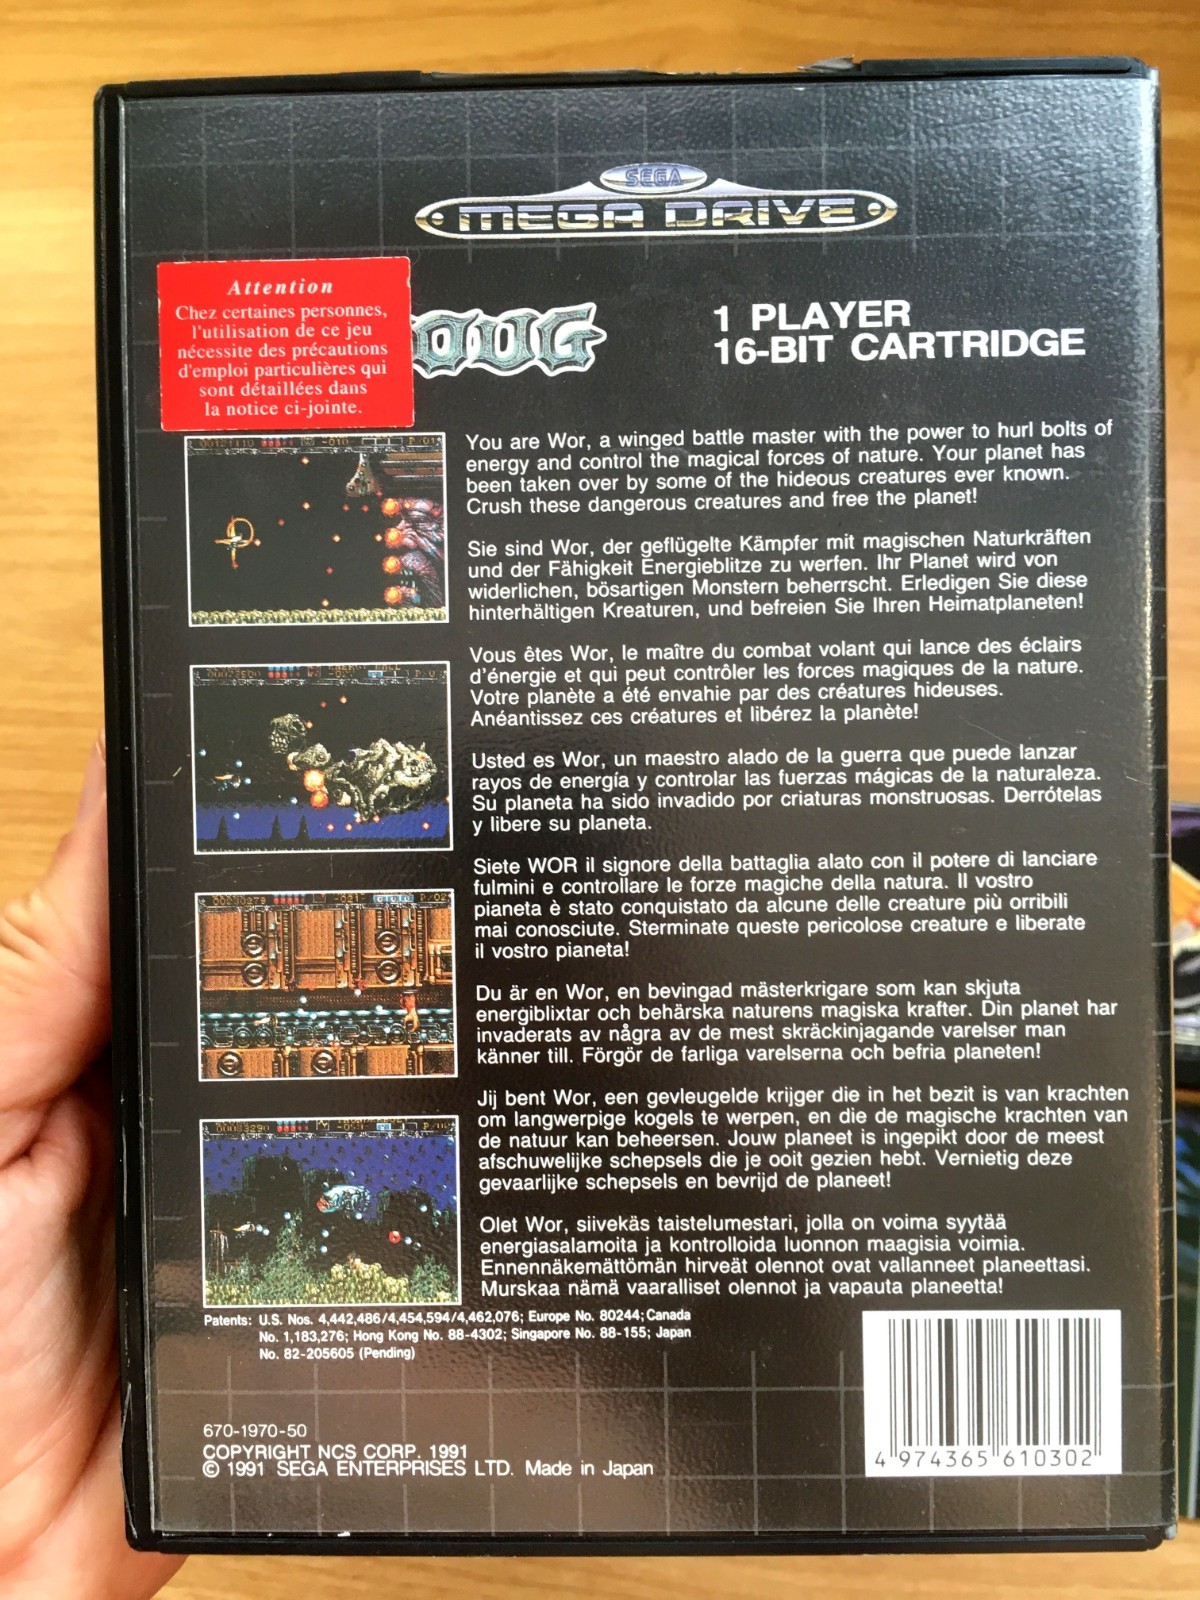 SEGA
MEGA DRIVE
Attention
Chez certaines personnes,
l'utilisation de ce jeu
nécessite des précautions
d'emploi particulières qui
sont détaillées dans
la notice ci-jointe.
OUG
1 PLAYER
16-BIT CARTRIDGE
You are Wor, a winged battle master with the power to hurl bolts of
energy and control the magical forces of nature. Your planet has
been taken over by some of the hideous creatures ever known.
Crush these dangerous creatures and free the planet!
Sie sind Wor, der geflügelte Kämpfer mit magischen Naturkräften
und der Fähigkeit Energieblitze zu werfen. Ihr Planet wird von
widerlichen, bösartigen Monstern beherrscht. Erledigen Sie diese
hinterhältigen Kreaturen, und befreien Sie Ihren Heimatplaneten!
Vous êtes Wor, le maître du combat volant qui lance des éclairs
d'énergie et qui peut contrôler les forces magiques de la nature.
Votre planète a été envahie par des créatures hideuses.
Anéantissez ces créatures et libérez la planète!
Usted es Wor, un maestro alado de la guerra que puede lanzar
rayos de energía y controlar las fuerzas mágicas de la naturaleza.
Su planeta ha sido invadido por criaturas monstruosas. Derrótelas
y libere su planeta.
Siete WOR il signore della battaglia alato con il potere di lanciare
fulmini e controllare le forze magiche della natura. Il vostro
pianeta è stato conquistato da alcune delle creature più orribili
mai conosciute. Sterminate queste pericolose creature e liberate
il vostro pianeta!
Du är en Wor, en bevingad mästerkrigare som kan skjuta
energiblixtar och behärska naturens magiska krafter. Din planet har
invaderats av några av de mest skräckinjagande varelser man
känner till. Förgör de farliga varelserna och befria planeten!
Jij bent Wor, een gevleugelde krijger die in het bezit is van krachten
om langwerpige kogels te werpen, en die de magische krachten van
de natuur kan beheersen. Jouw planeet is ingepikt door de meest
afschuwelijke schepsels die je ooit gezien hebt. Vernietig deze
gevaarlijke schepsels en bevrijd de planeet!
Olet Wor, siivekäs taistelumestari, jolla on voima syytää
energiasalamoita ja kontrolloida luonnon maagisia voimia.
Ennennäkemättömän hirveät olennot ovat vallanneet planeettasi.
Murskaa nämä vaaralliset olennot ja vapauta planeetta!
Patents: U.S. Nos. 4,442,486/4,454,594/4,462,076; Europe No. 80244; Canada
No. 1,183,276; Hong Kong No. 88-4302; Singapore No. 88-155; Japan
No. 82-205605 (Pending)
670-1970-50
COPYRIGHT NCS CORP. 1991
© 1991 SEGA ENTERPRISES LTD. Made in Japan
4 974365 610302